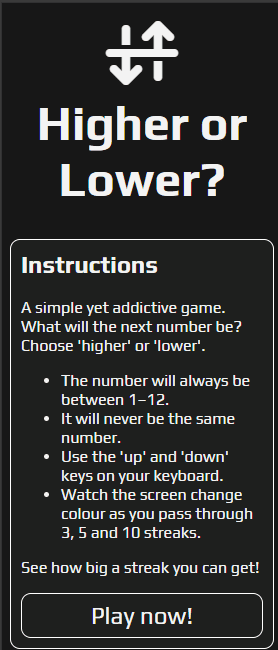 Higher or
Lower?
Instructions
A simple yet addictive game.
What will the next number be?
Choose 'higher' or 'lower'.
• The number will always be
between 1–12.
• It will never be the same
number.
• Use the 'up' and 'down'
keys on your keyboard.
• Watch the screen change
colour as you pass through
3, 5 and 10 streaks.
See how big a streak you can get!
Play now!